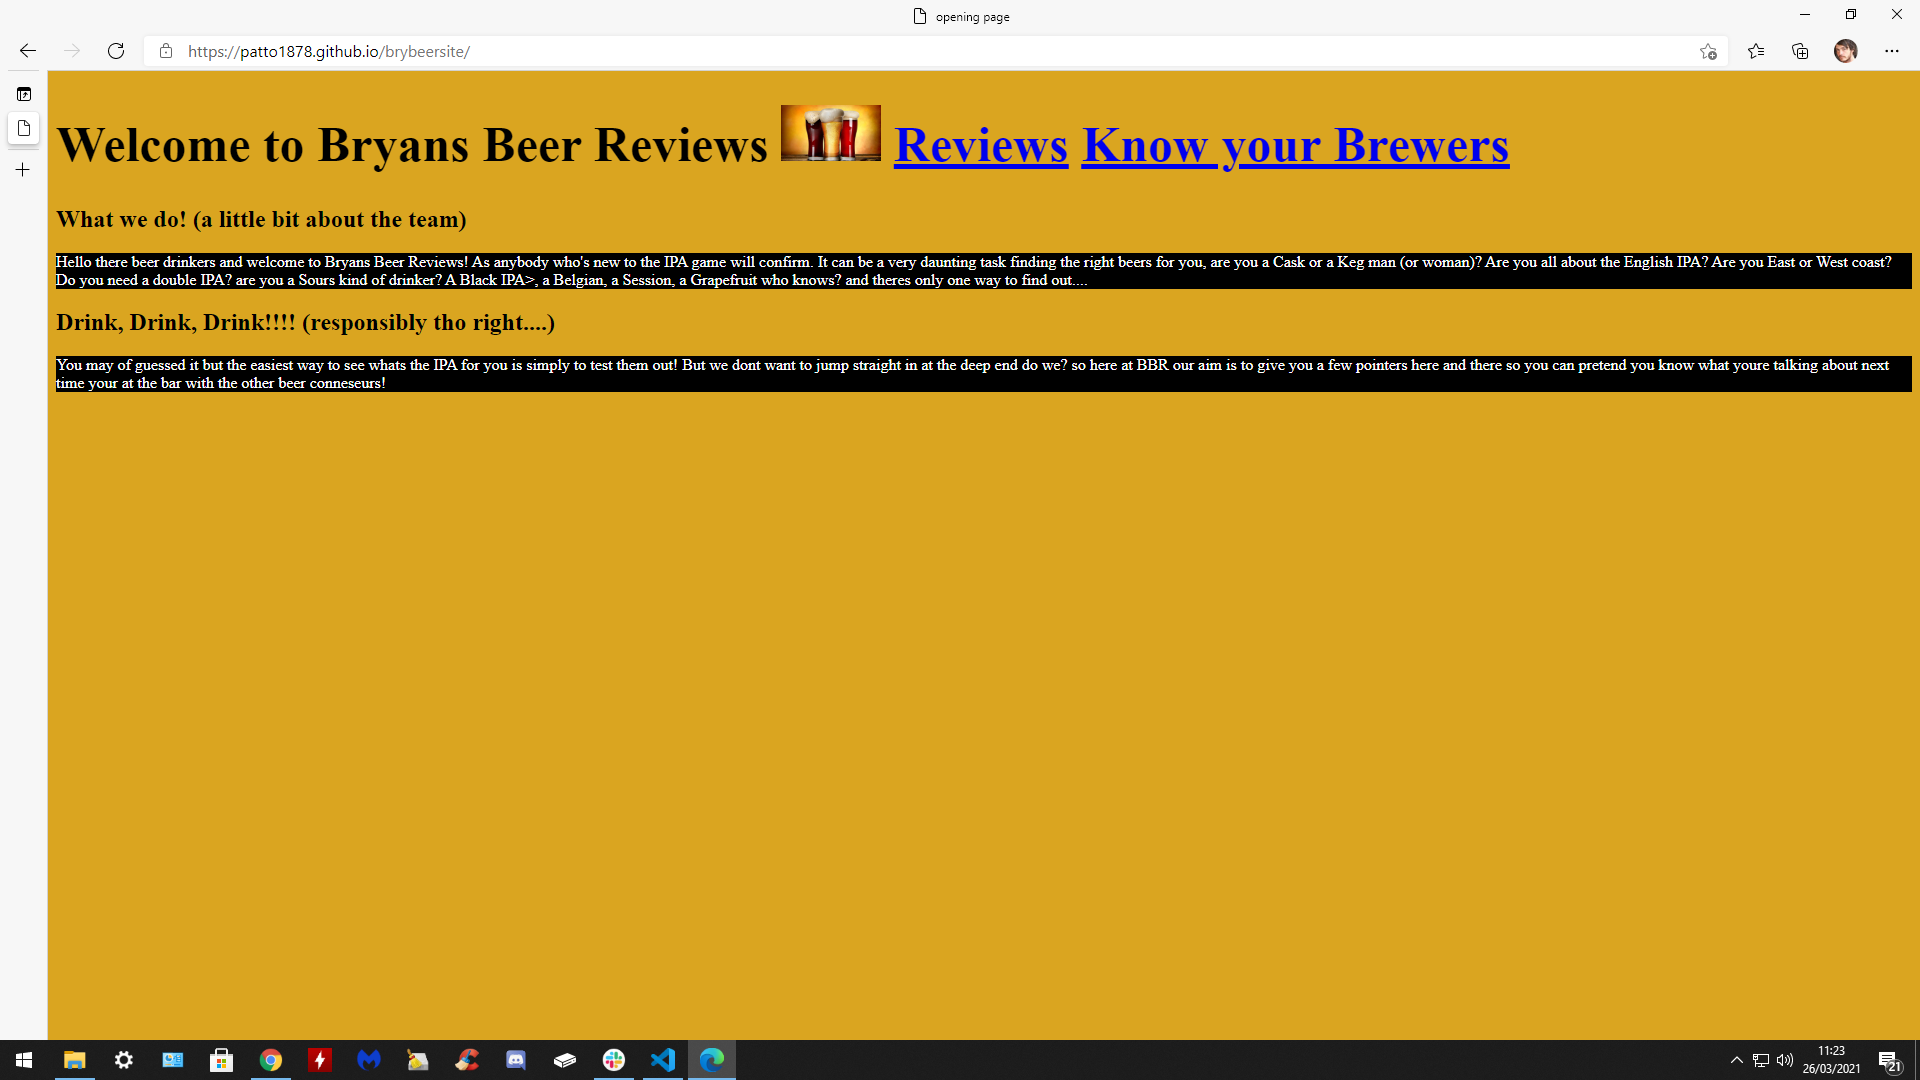 opening page
https://patto1878.github.io/brybeersite/
Welcome to Bryans Beer Reviews Reviews Know your Brewers
What we do! (a little bit about the team)
Hello there beer drinkers and welcome to Bryans Beer Reviews! As anybody who's new to the IPA game will confirm. It can be a very daunting task finding the right beers for you, are you a Cask or a Keg man (or woman)? Are you all about the English IPA? Are you East or West coast?
Do you need a double IPA? are you a Sours kind of drinker? A Black IPA>, a Belgian, a Session, a Grapefruit who knows? and theres only one way to find out....
Drink, Drink, Drink!!!! (responsibly tho right....)
You may of guessed it but the easiest way to see whats the IPA for you is simply to test them out! But we dont want to jump straight in at the deep end do we? so here at BBR our aim is to give you a few pointers here and there so you can pretend you know what youre talking about next
time your at the bar with the other beer conneseurs!
11:23
26/03/2021
21